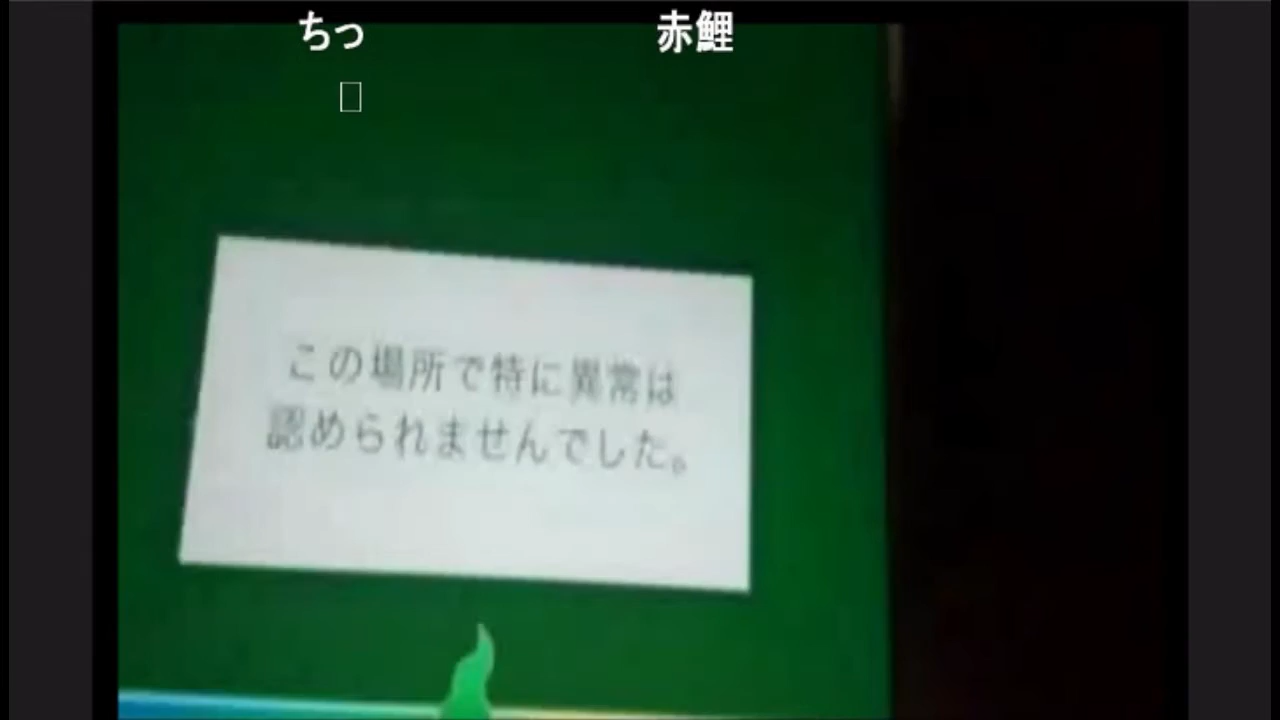 ちっ
赤鯉
この場所で特に異常は
認められませんでした。